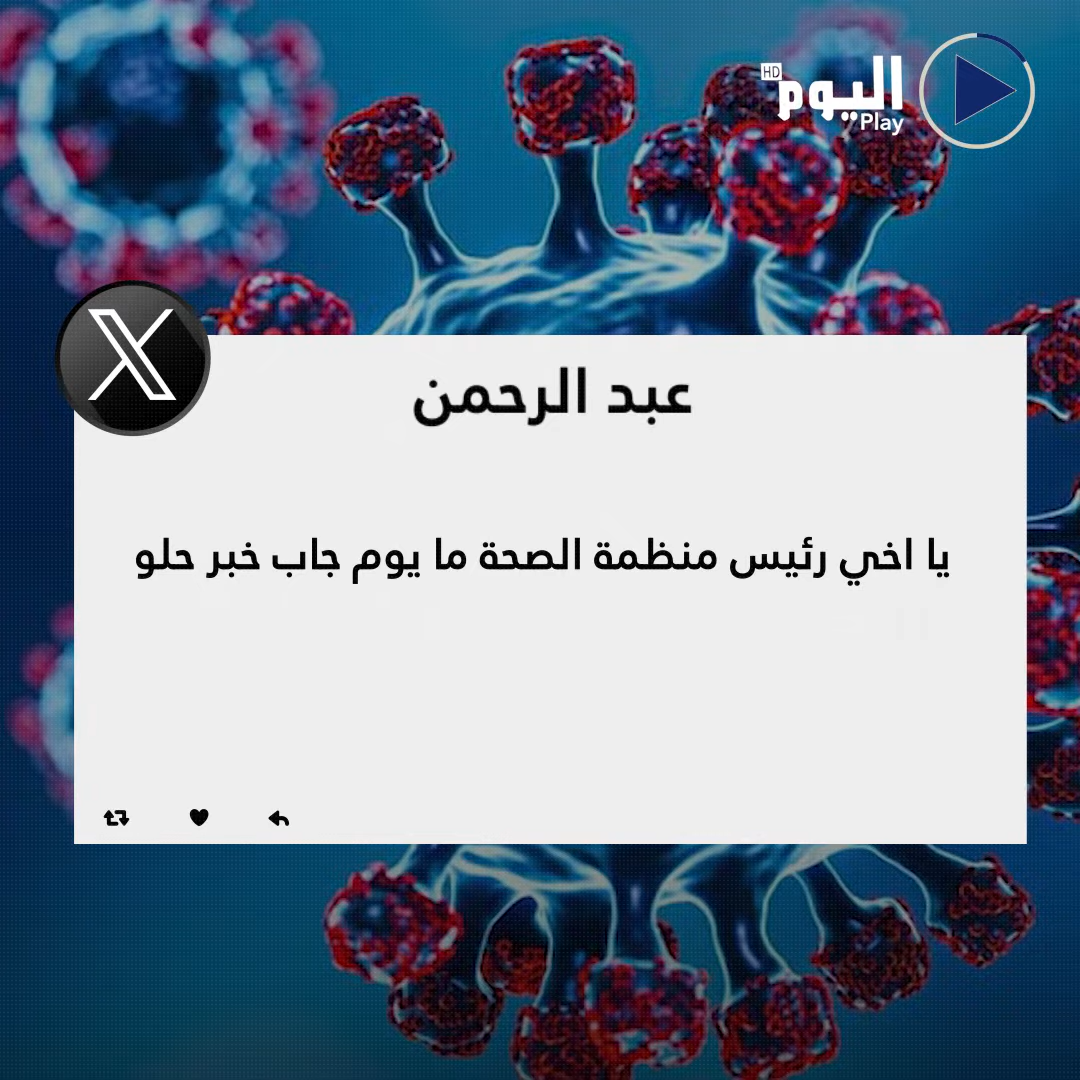 HD
اليوم
Play
X
عبد الرحمن
يا اخي رئيس منظمة الصحة ما يوم جاب خبر حلو